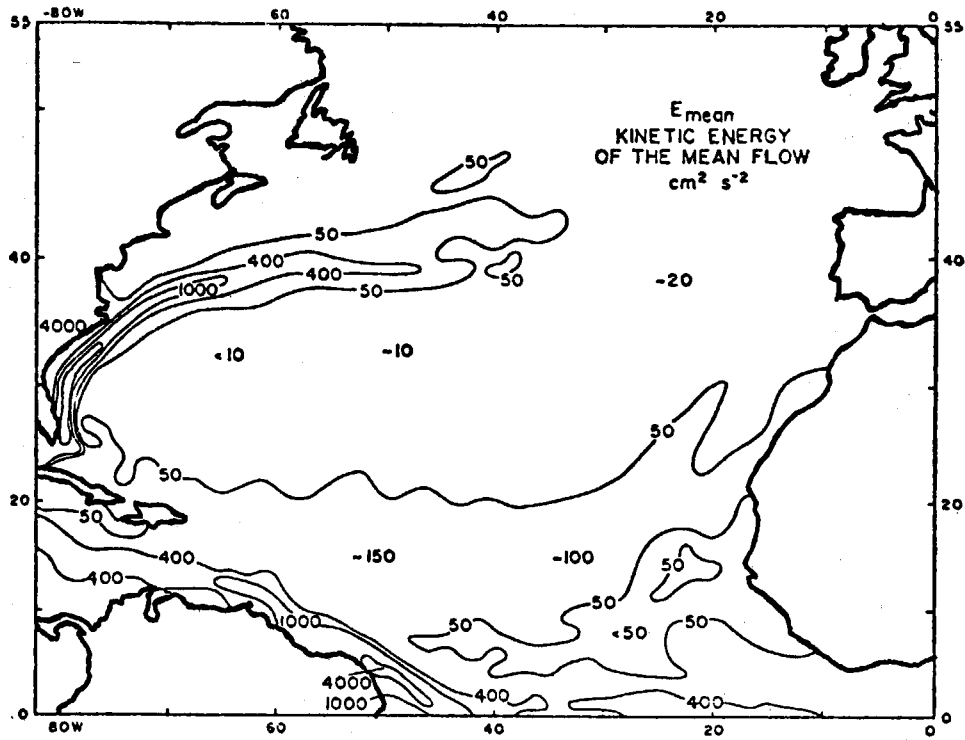 -80W 60 40 20 0
55 55
E mean
KINETIC ENERGY
OF THE MEAN FLOW
cm² s⁻²
50
50
40 400 40
400 50
1000 50 ~20
4000
<10 ~10
50
50
20 20
50
400 ~150 ~100 50
400
50
1000 50 <50 50
4000
400 400
1000
.0 0
80W 60 40 20 0